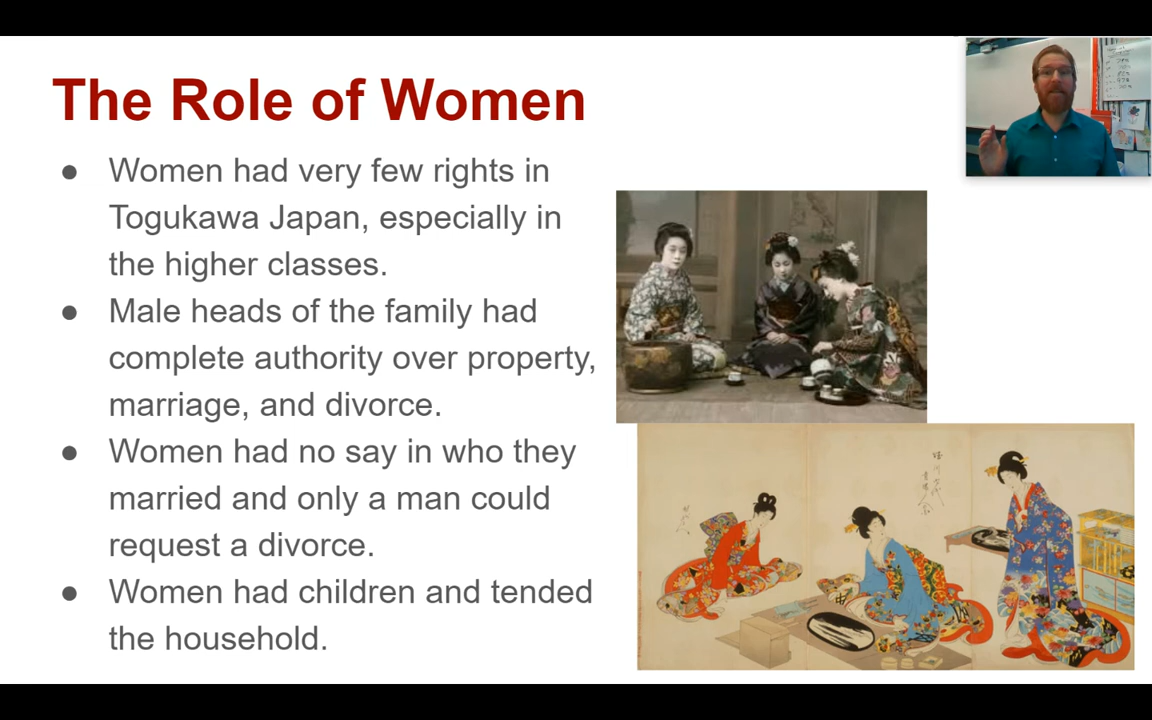 The Role of Women
● Women had very few rights in
Togukawa Japan, especially in
the higher classes.
● Male heads of the family had
complete authority over property,
marriage, and divorce.
● Women had no say in who they
married and only a man could
request a divorce.
● Women had children and tended
the household.